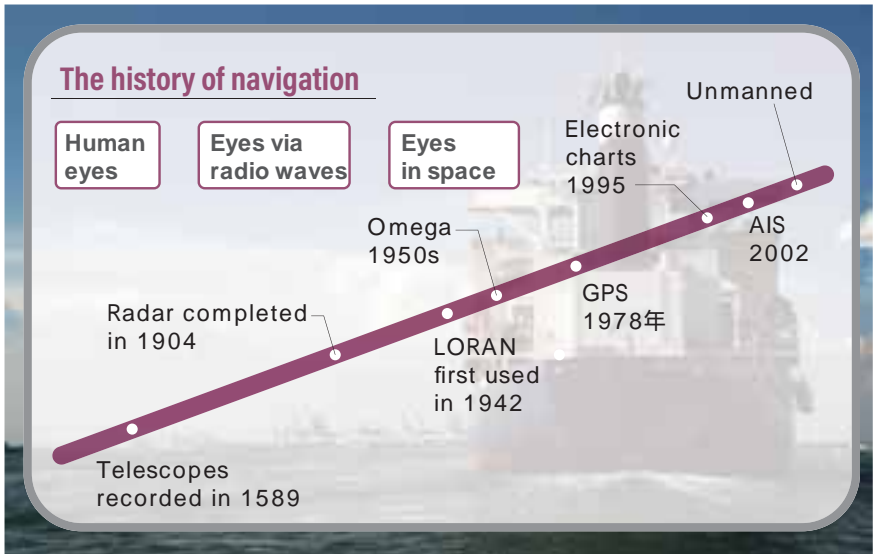 The history of navigation
Human
eyes
Eyes via
radio waves
Eyes
in space
Unmanned
Electronic
charts
1995
AIS
2002
Omega
1950s
GPS
1978年
Radar completed
in 1904
LORAN
first used
in 1942
Telescopes
recorded in 1589